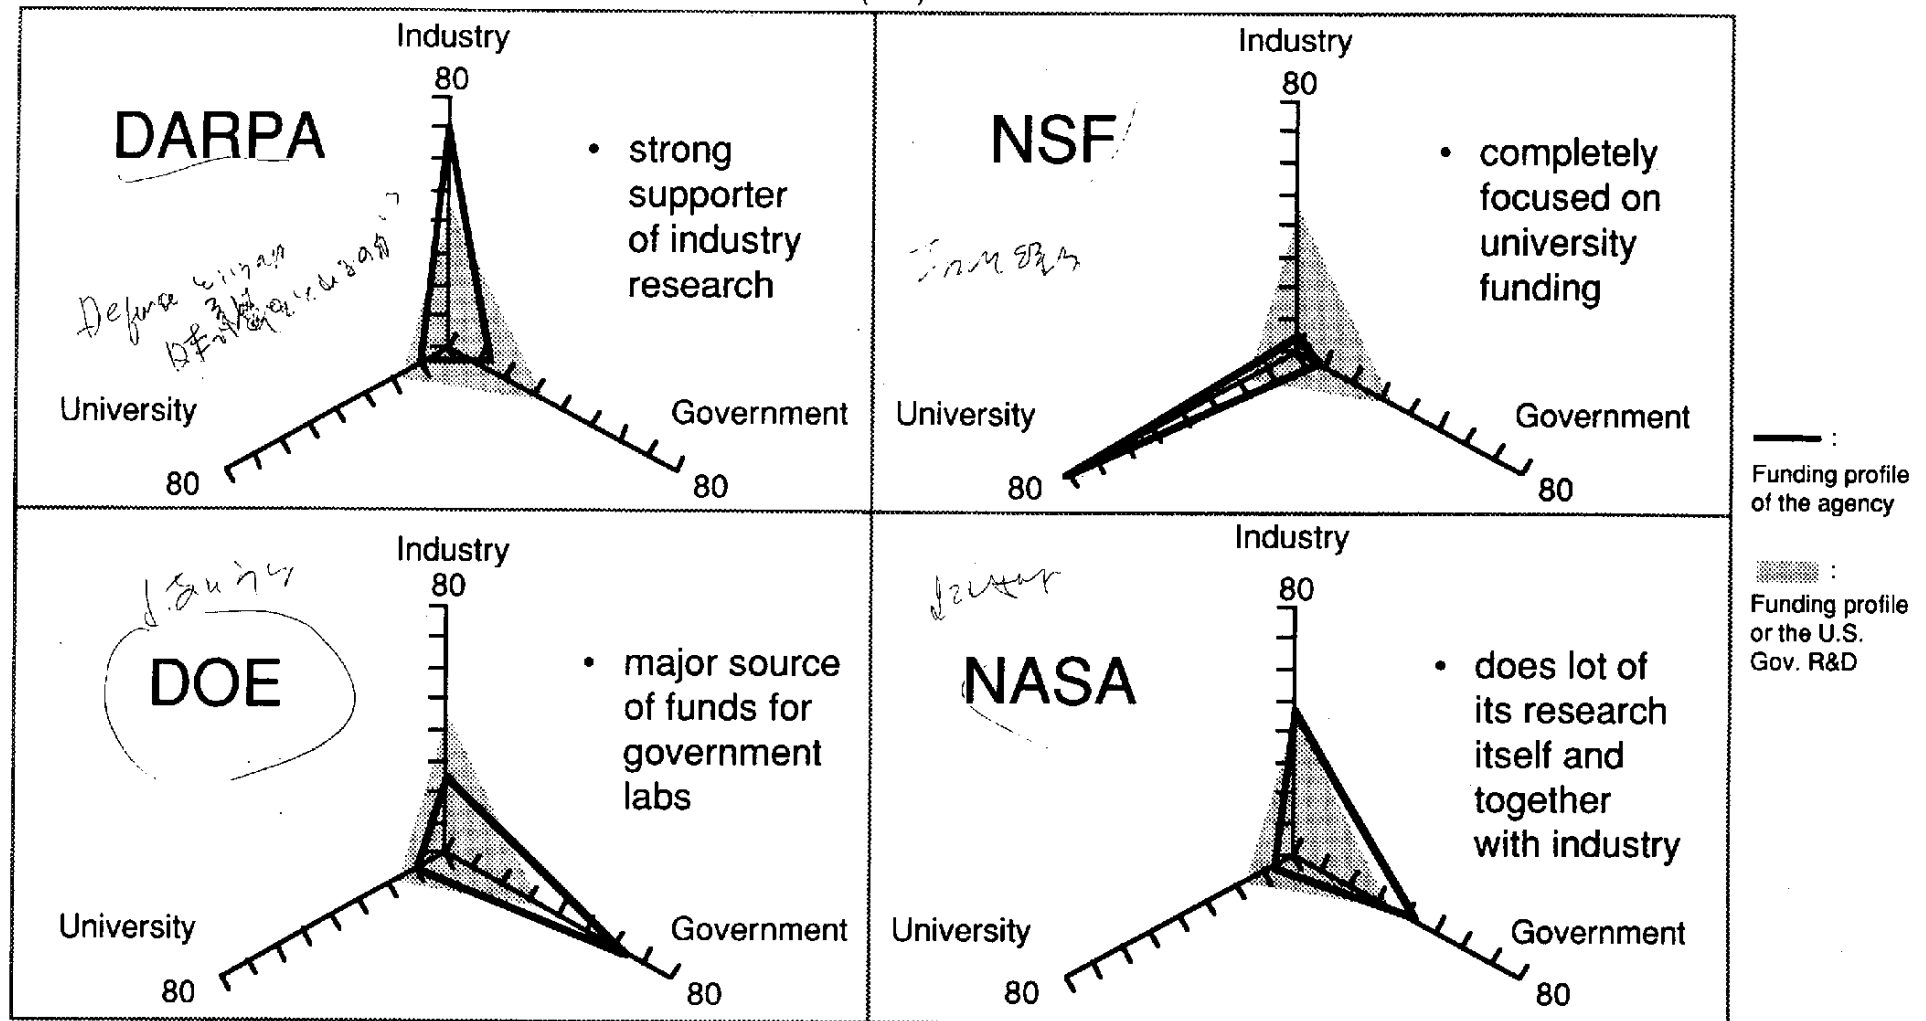 Industry
80
DARPA
• strong
supporter
of industry
research
Defense
University
Government
80
80
Industry
80
NSF
• completely
focused on
university
funding
University
Government
80
80
Industry
80
DOE
• major source
of funds for
government
labs
University
Government
80
80
Industry
80
NASA
• does lot of
its research
itself and
together
with industry
University
Government
80
80
:
Funding profile
of the agency
:
Funding profile
or the U.S.
Gov. R&D